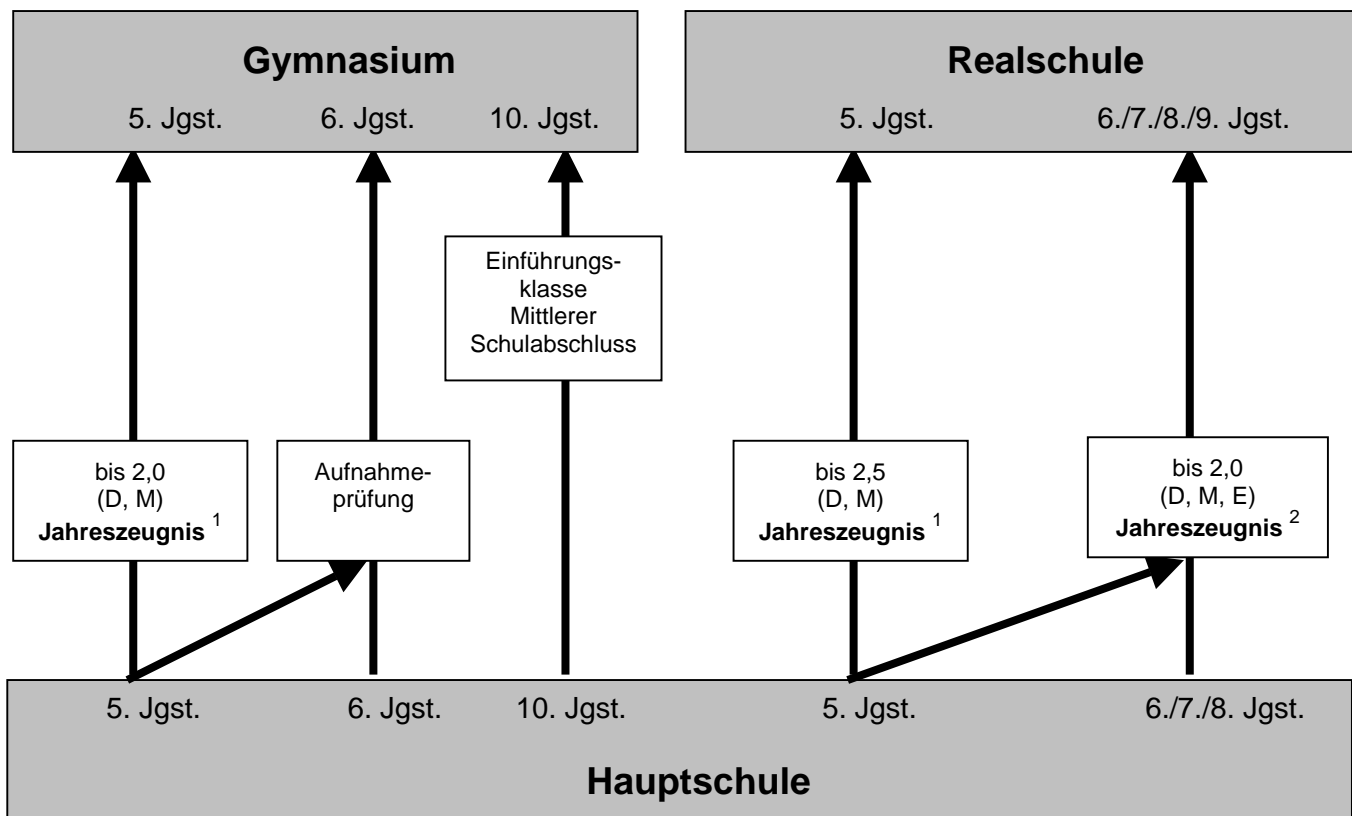 Gymnasium
5. Jgst.
6. Jgst.
10. Jgst.
Realschule
5. Jgst.
6./7./8./9. Jgst.
Einführungs-
klasse
Mittlerer
Schulabschluss
bis 2,0
(D, M)
Jahreszeugnis 1
Aufnahme-
prüfung
bis 2,5
(D, M)
Jahreszeugnis 1
bis 2,0
(D, M, E)
Jahreszeugnis 2
5. Jgst.
6. Jgst.
10. Jgst.
5. Jgst.
6./7./8. Jgst.
Hauptschule